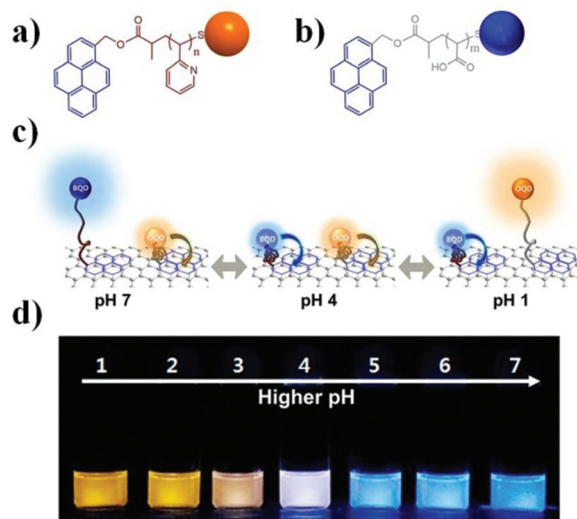 a)
b)
O
O
S
n
N
O
O
S
m
HO
O
c)
BQD
OQD
BQD
OQD
BQD
OQD
pH 7
pH 4
pH 1
d)
1 2 3 4 5 6 7
Higher pH